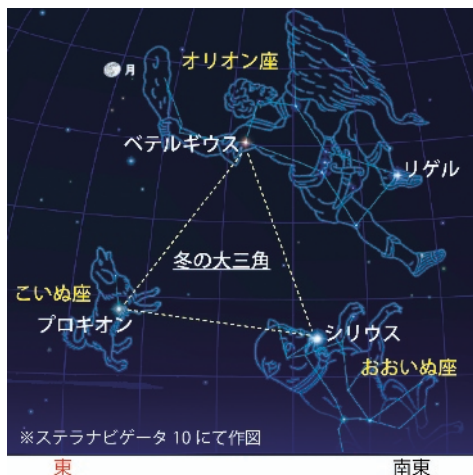 オリオン座
月
ベテルギウス
リゲル
冬の大三角
こいぬ座
プロキオン
シリウス
おおいぬ座
※ステラナビゲータ10にて作図
東
南東